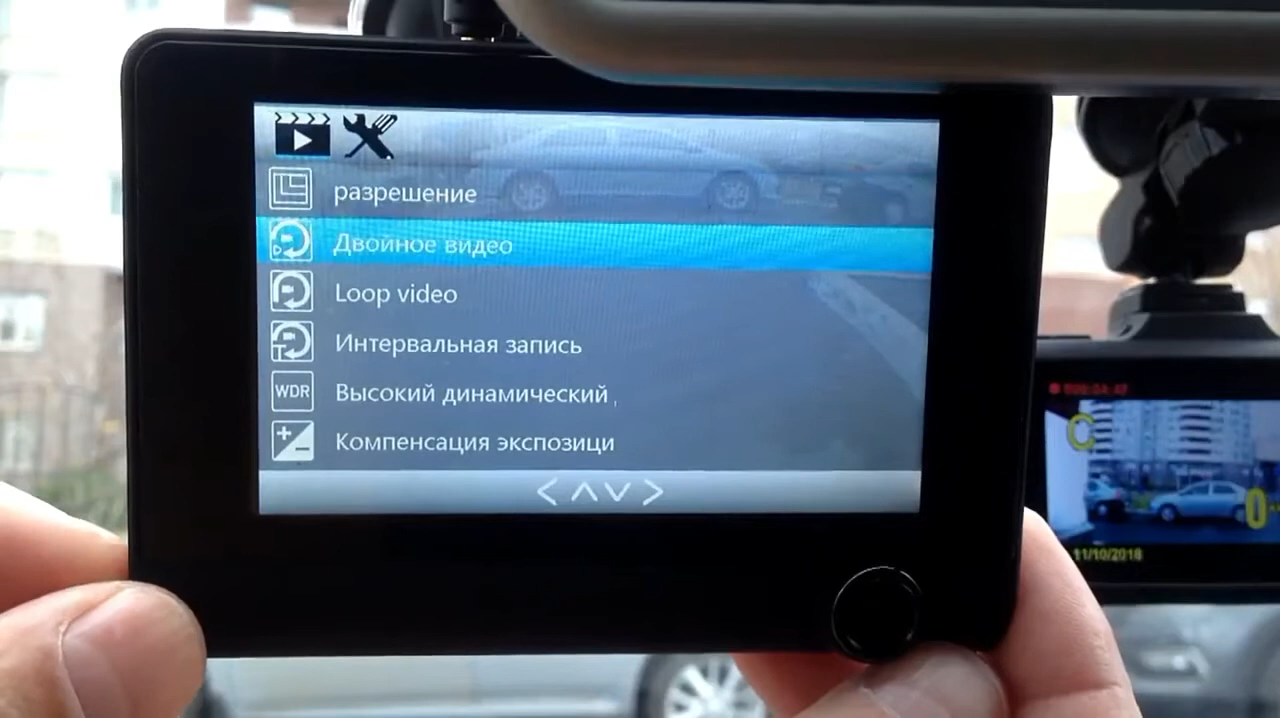 разрешение
Двойное видео
Loop video
Интервальная запись
WDR
Высокий динамический
Компенсация экспозици
11/10/2018